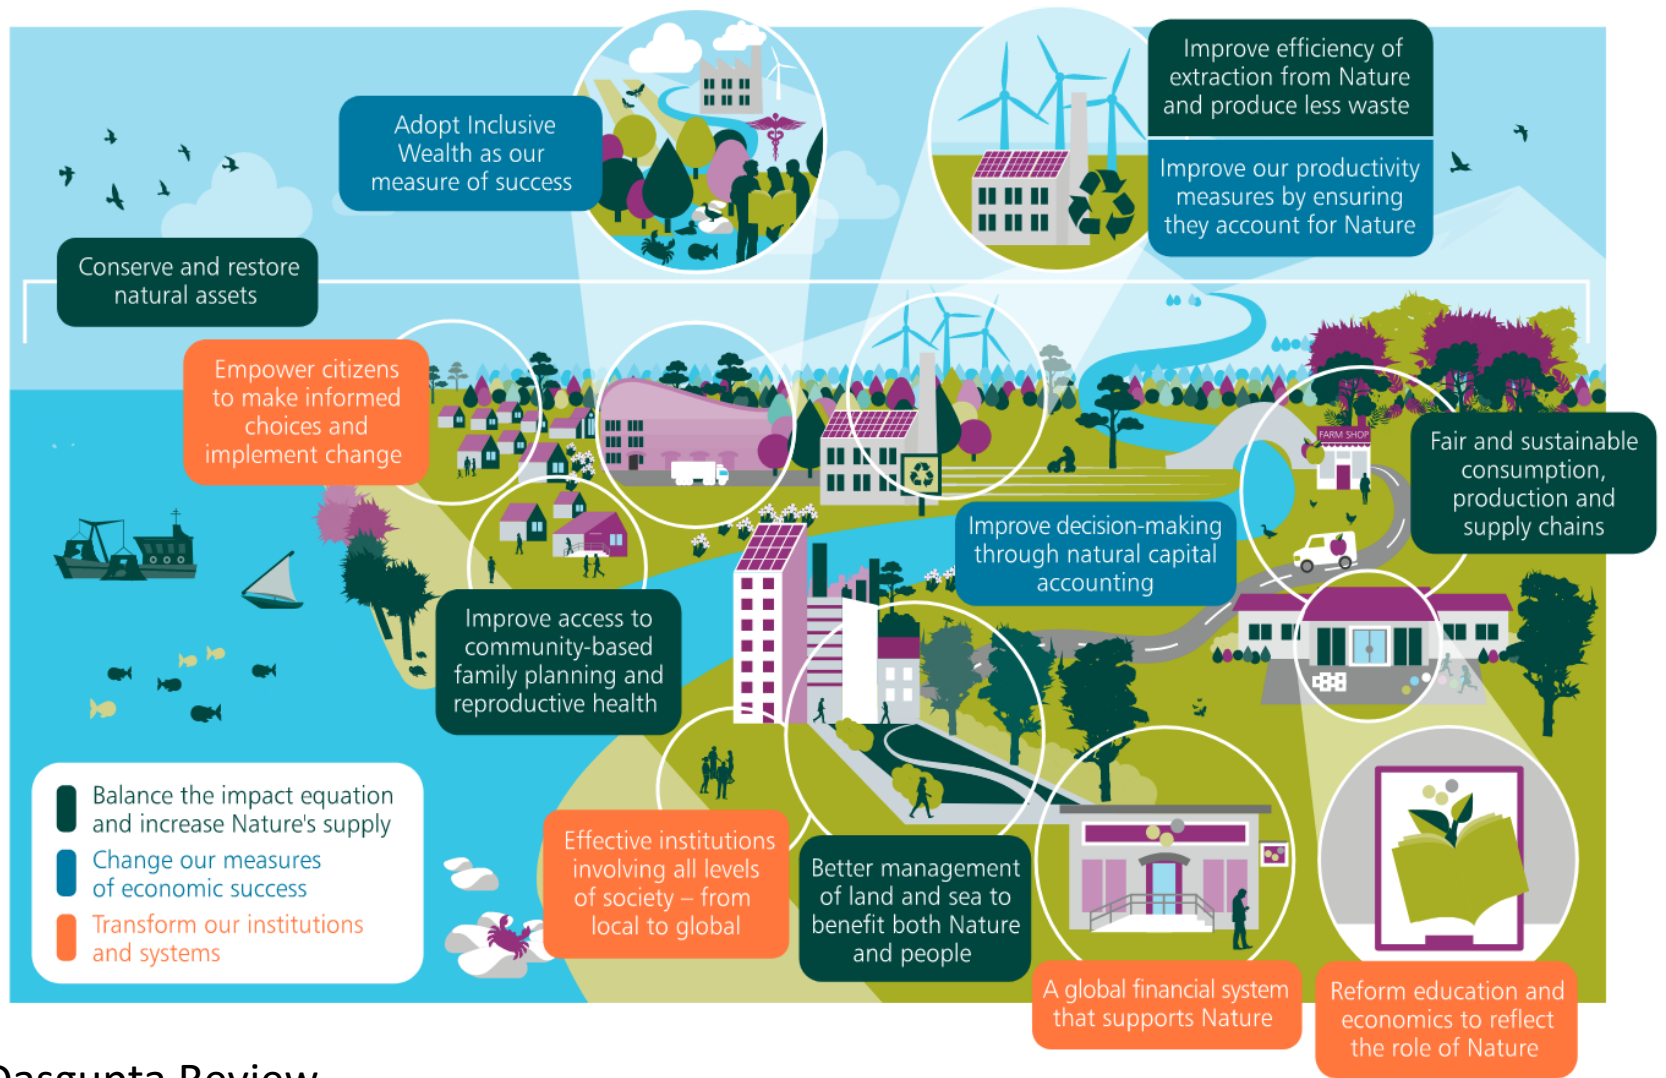 Improve efficiency of
extraction from Nature
and produce less waste
Adopt Inclusive
Wealth as our
measure of success
Improve our productivity
measures by ensuring
they account for Nature
Conserve and restore
natural assets
Empower citizens
to make informed
choices and
implement change
FARM SHOP
Fair and sustainable
consumption,
production and
supply chains
Improve decision-making
through natural capital
accounting
Improve access to
community-based
family planning and
reproductive health
Balance the impact equation
and increase Nature's supply
Change our measures
of economic success
Transform our institutions
and systems
Effective institutions
involving all levels
of society – from
local to global
Better management
of land and sea to
benefit both Nature
and people
A global financial system
that supports Nature
Reform education and
economics to reflect
the role of Nature
Dasgupta Review